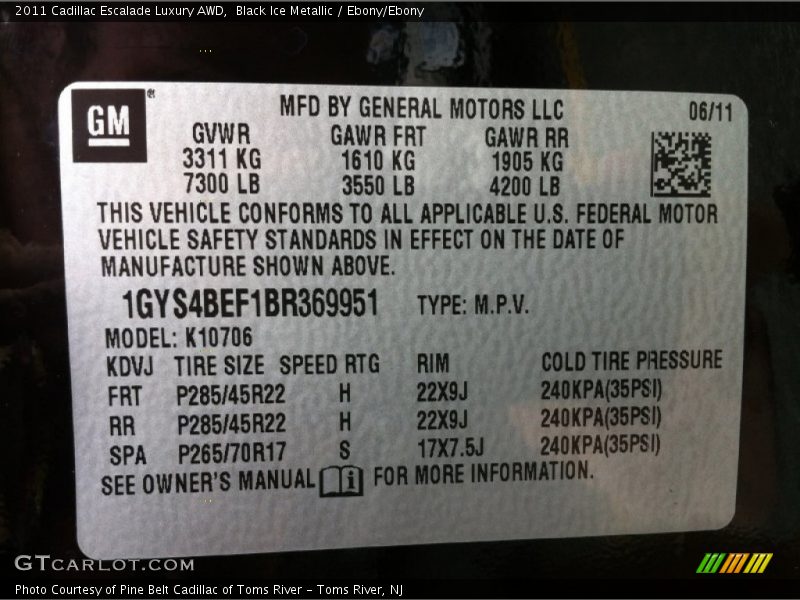 2011 Cadillac Escalade Luxury AWD, Black Ice Metallic / Ebony/Ebony
GM ®
MFD BY GENERAL MOTORS LLC 06/11
GVWR GAWR FRT GAWR RR
3311 KG 1610 KG 1905 KG
7300 LB 3550 LB 4200 LB
THIS VEHICLE CONFORMS TO ALL APPLICABLE U.S. FEDERAL MOTOR
VEHICLE SAFETY STANDARDS IN EFFECT ON THE DATE OF
MANUFACTURE SHOWN ABOVE.
1GYS4BEF1BR369951 TYPE: M.P.V.
MODEL: K10706
KDVJ TIRE SIZE SPEED RTG RIM COLD TIRE PRESSURE
FRT P285/45R22 H 22X9J 240KPA(35PSI)
RR P285/45R22 H 22X9J 240KPA(35PSI)
SPA P265/70R17 S 17X7.5J 240KPA(35PSI)
SEE OWNER'S MANUAL i FOR MORE INFORMATION.
GTCARLOT.COM
Photo Courtesy of Pine Belt Cadillac of Toms River – Toms River, NJ